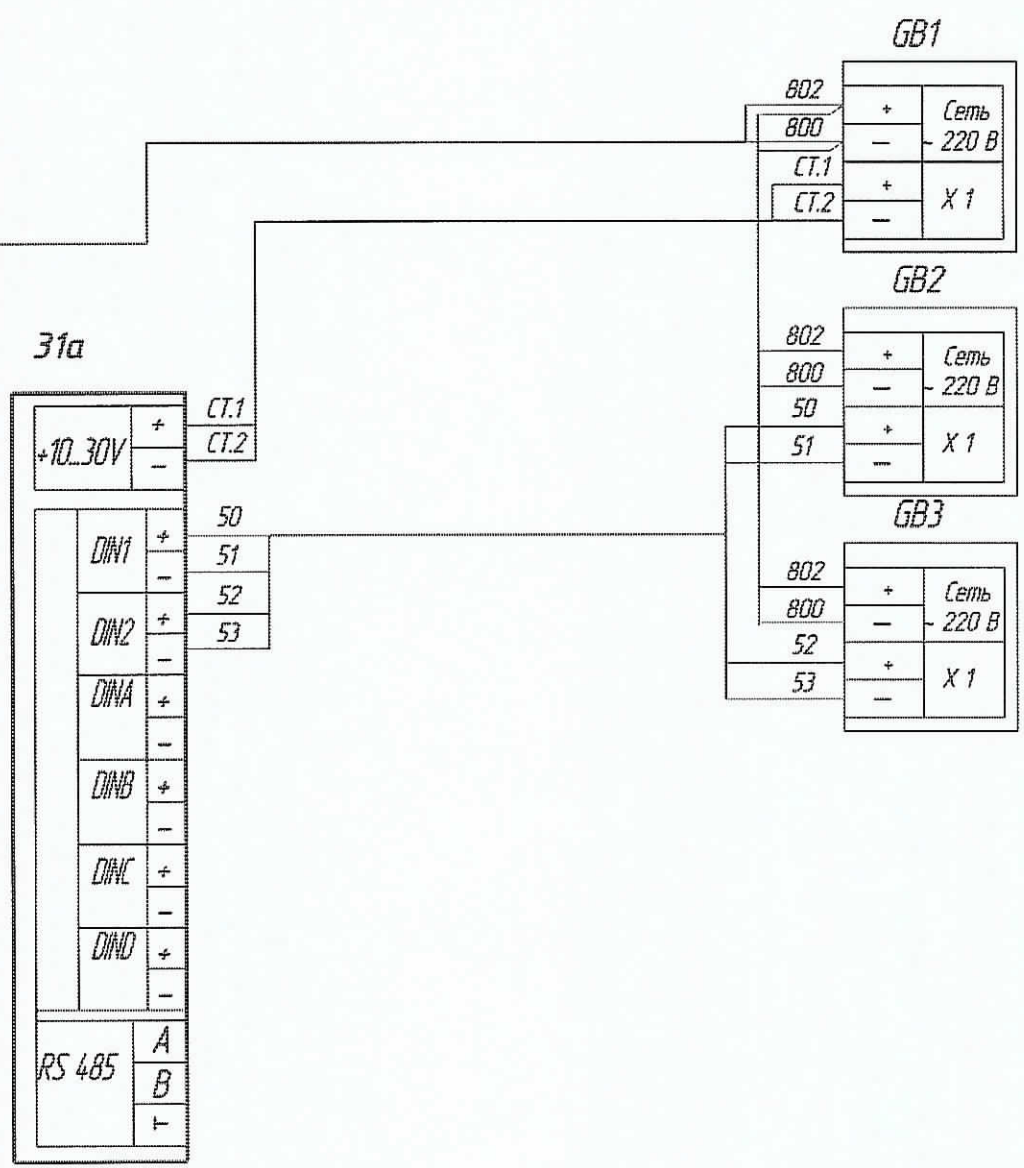 GB1
802
+
Сеть
800
—
~ 220 В
СТ.1
+
X 1
СТ.2
—
GB2
802
+
Сеть
800
—
~ 220 В
50
+
X 1
51
—
GB3
802
+
Сеть
800
—
~ 220 В
52
+
X 1
53
—
31а
+10...30V
+
СТ.1
—
СТ.2
DIN1
+
50
—
51
DIN2
+
52
—
53
DINA
+
—
DINB
+
—
DINC
+
—
DIND
+
—
RS 485
A
B